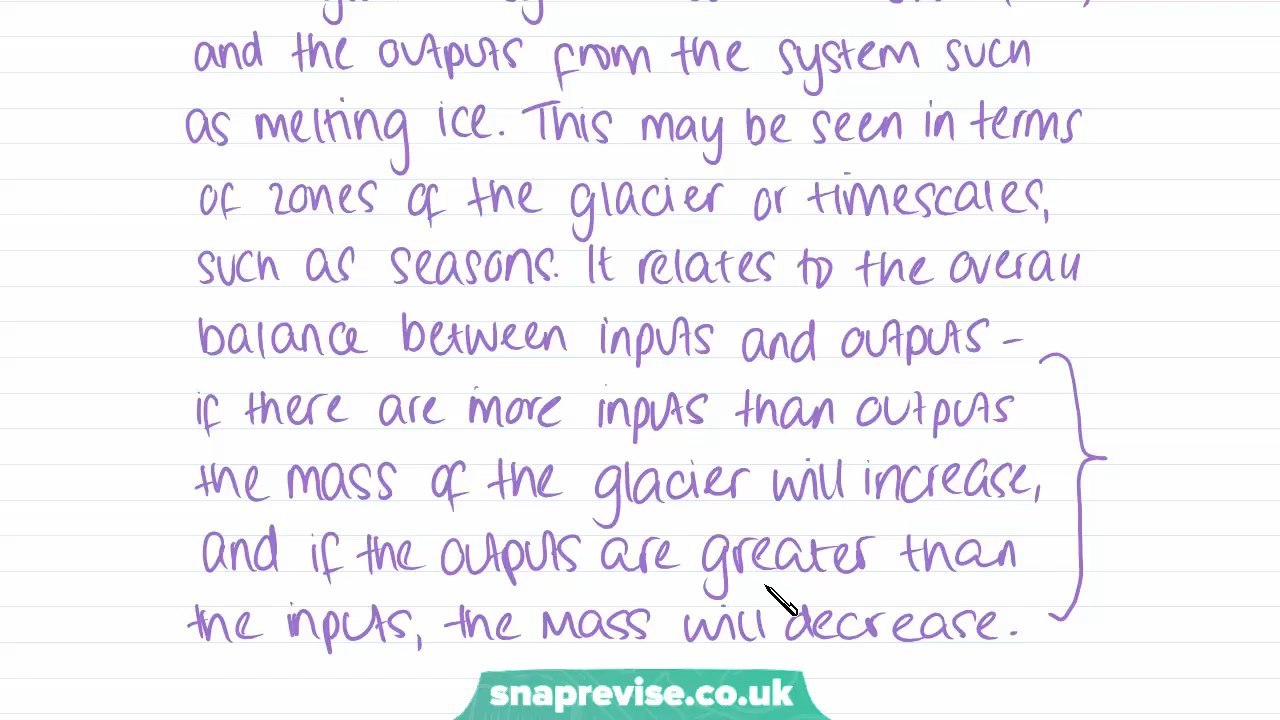 and the outputs from the system such
as melting ice. This may be seen in terms
of zones of the glacier or timescales,
such as seasons. It relates to the overall
balance between inputs and outputs –
if there are more inputs than outputs
the mass of the glacier will increase,
and if the outputs are greater than
the inputs, the mass will decrease.
snaprevise.co.uk